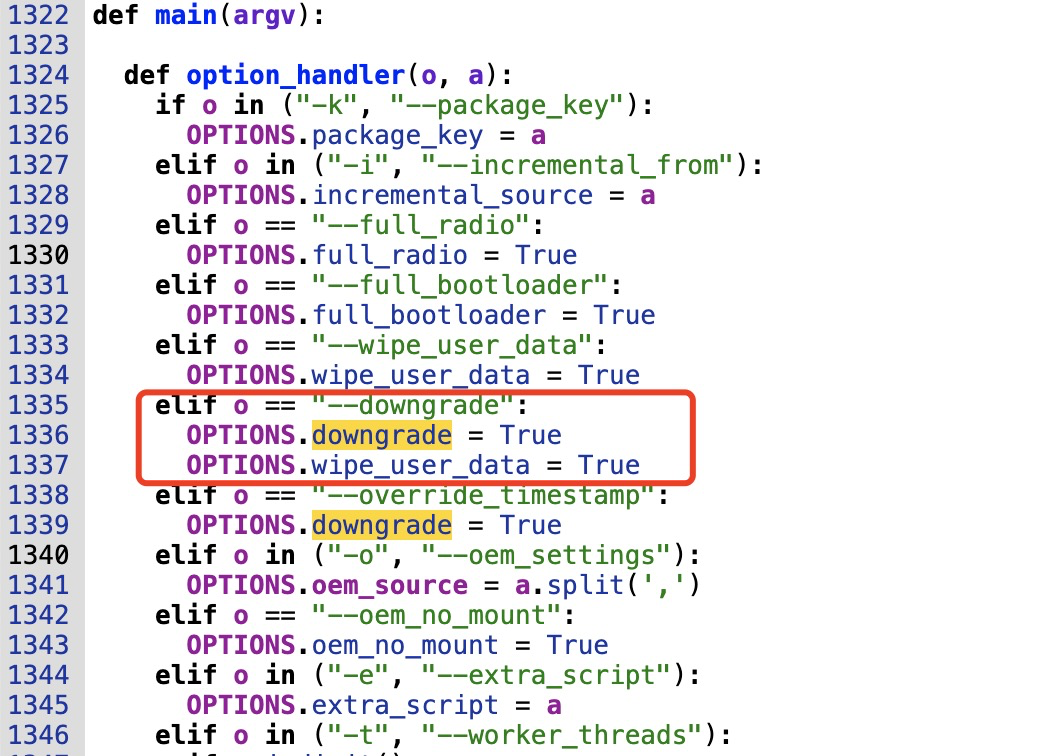 1322 def main(argv):
1323
1324   def option_handler(o, a):
1325     if o in ("-k", "--package_key"):
1326       OPTIONS.package_key = a
1327     elif o in ("-i", "--incremental_from"):
1328       OPTIONS.incremental_source = a
1329     elif o == "--full_radio":
1330       OPTIONS.full_radio = True
1331     elif o == "--full_bootloader":
1332       OPTIONS.full_bootloader = True
1333     elif o == "--wipe_user_data":
1334       OPTIONS.wipe_user_data = True
1335     elif o == "--downgrade":
1336       OPTIONS.downgrade = True
1337       OPTIONS.wipe_user_data = True
1338     elif o == "--override_timestamp":
1339       OPTIONS.downgrade = True
1340     elif o in ("-o", "--oem_settings"):
1341       OPTIONS.oem_source = a.split(',')
1342     elif o == "--oem_no_mount":
1343       OPTIONS.oem_no_mount = True
1344     elif o in ("-e", "--extra_script"):
1345       OPTIONS.extra_script = a
1346     elif o in ("-t", "--worker_threads"):